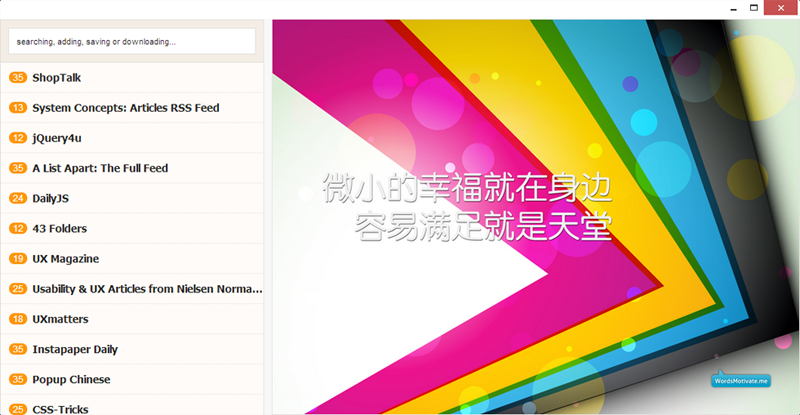 searching, adding, saving or downloading...
35 ShopTalk
13 System Concepts: Articles RSS Feed
12 jQuery4u
35 A List Apart: The Full Feed
24 DailyJS
12 43 Folders
19 UX Magazine
25 Usability & UX Articles from Nielsen Norma...
18 UXmatters
35 Instapaper Daily
35 Popup Chinese
25 CSS-Tricks
微小的幸福就在身边
容易满足就是天堂
WordsMotivate.me